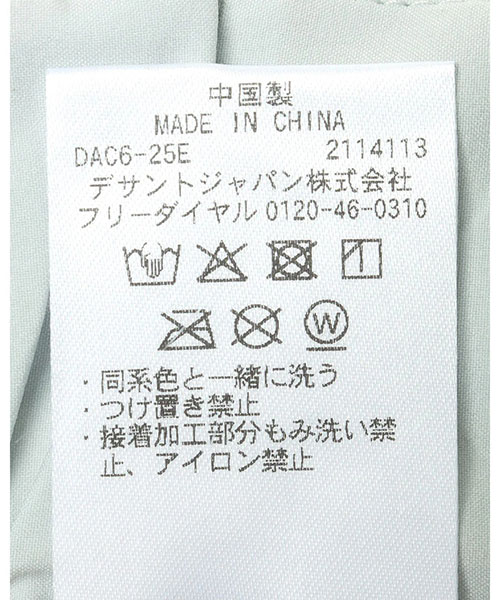 中国製
MADE IN CHINA
DAC6-25E 2114113
デサントジャパン株式会社
フリーダイヤル 0120-46-0310
W
・同系色と一緒に洗う
・つけ置き禁止
・接着加工部分もみ洗い禁
止、アイロン禁止